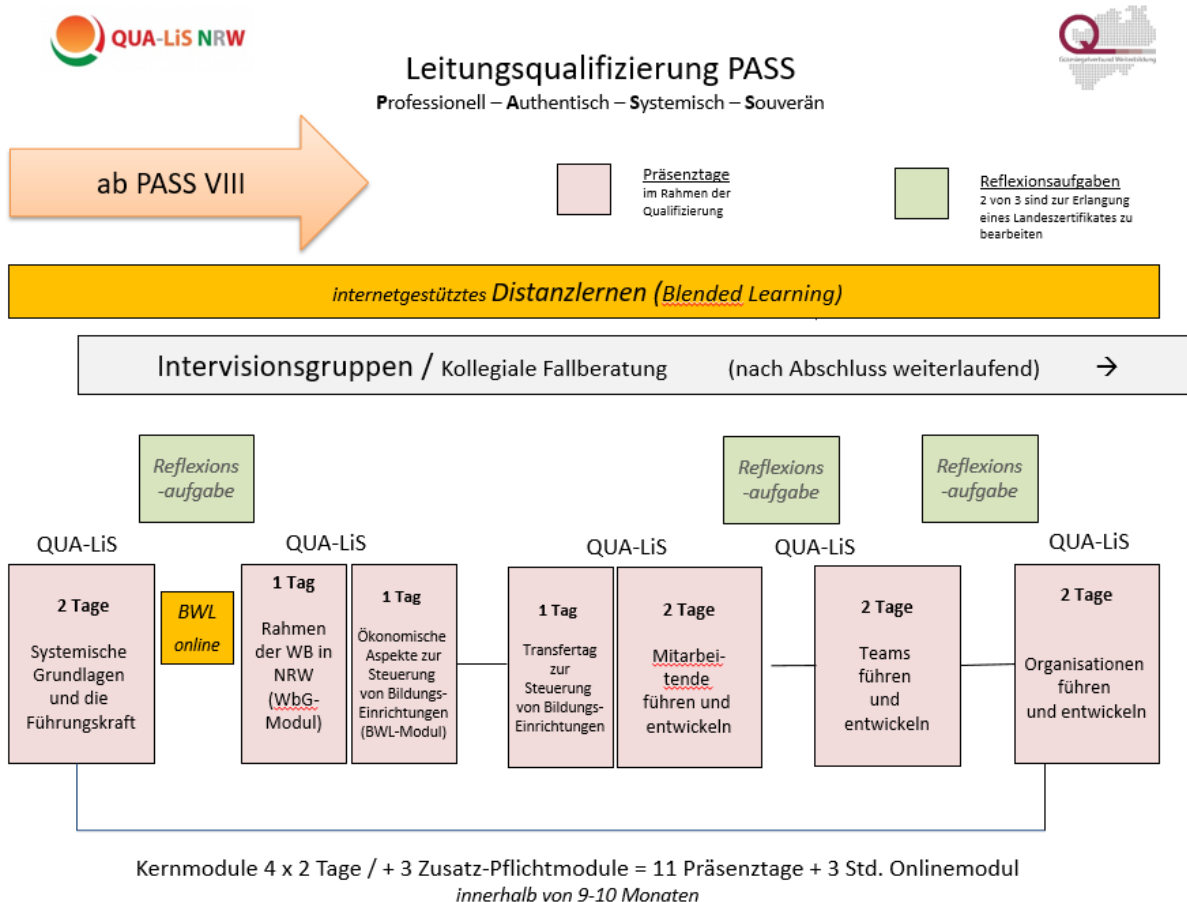 QUA-LiS NRW
Gütesiegelverbund Weiterbildung
Leitungsqualifizierung PASS
Professionell – Authentisch – Systemisch – Souverän
ab PASS VIII
Präsenztage
im Rahmen der
Qualifizierung
Reflexionsaufgaben
2 von 3 sind zur Erlangung
eines Landeszertifikates zu
bearbeiten
internetgestütztes Distanzlernen (Blended Learning)
Intervisionsgruppen / Kollegiale Fallberatung (nach Abschluss weiterlaufend) →
Reflexions
-aufgabe
Reflexions
-aufgabe
Reflexions
-aufgabe
QUA-LiS
2 Tage
Systemische
Grundlagen
und die
Führungskraft
BWL
online
QUA-LiS
1 Tag
Rahmen
der WB in
NRW
(WbG-
Modul)
1 Tag
Ökonomische
Aspekte zur
Steuerung
von Bildungs-
Einrichtungen
(BWL-Modul)
QUA-LiS
1 Tag
Transfertag
zur
Steuerung
von Bildungs-
Einrichtungen
2 Tage
Mitarbei-
tende
führen und
entwickeln
QUA-LiS
2 Tage
Teams
führen
und
entwickeln
QUA-LiS
2 Tage
Organisationen
führen
und entwickeln
Kernmodule 4 x 2 Tage / + 3 Zusatz-Pflichtmodule = 11 Präsenztage + 3 Std. Onlinemodul
innerhalb von 9-10 Monaten